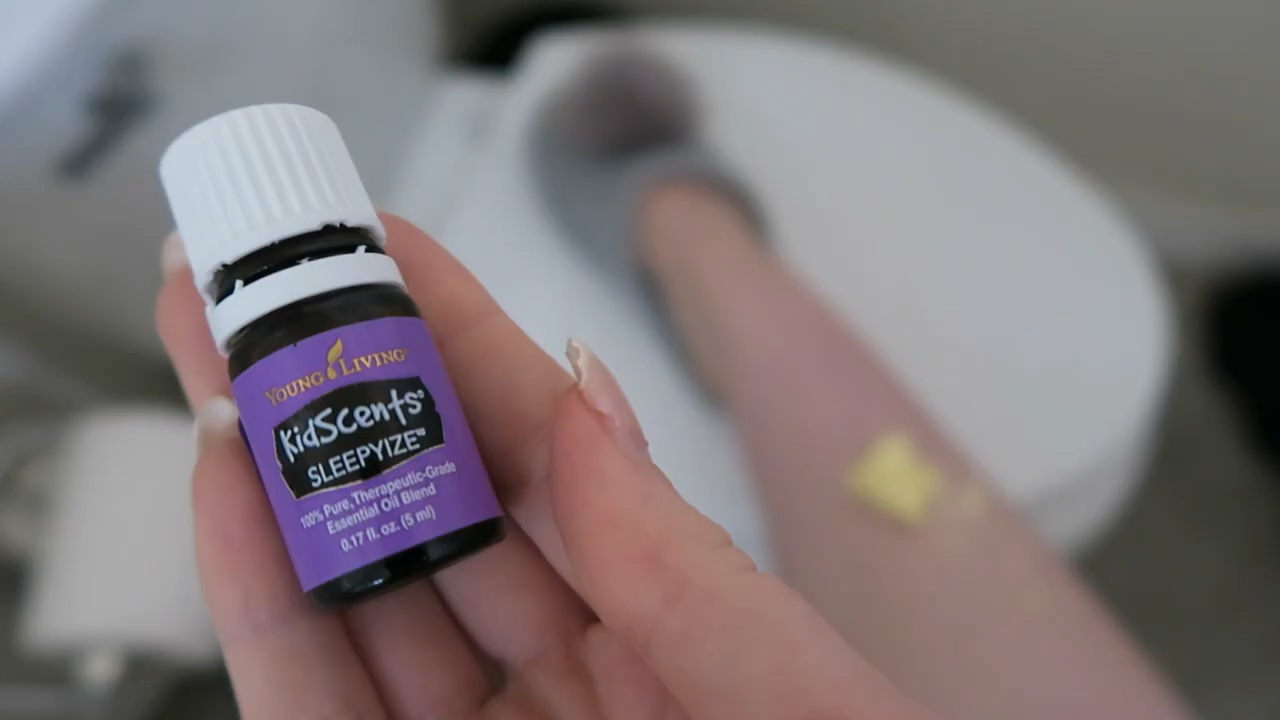 YOUNG LIVING®
KidScents®
SLEEPYIZE™
100% Pure, Therapeutic-Grade
Essential Oil Blend
0.17 fl. oz. (5 ml)